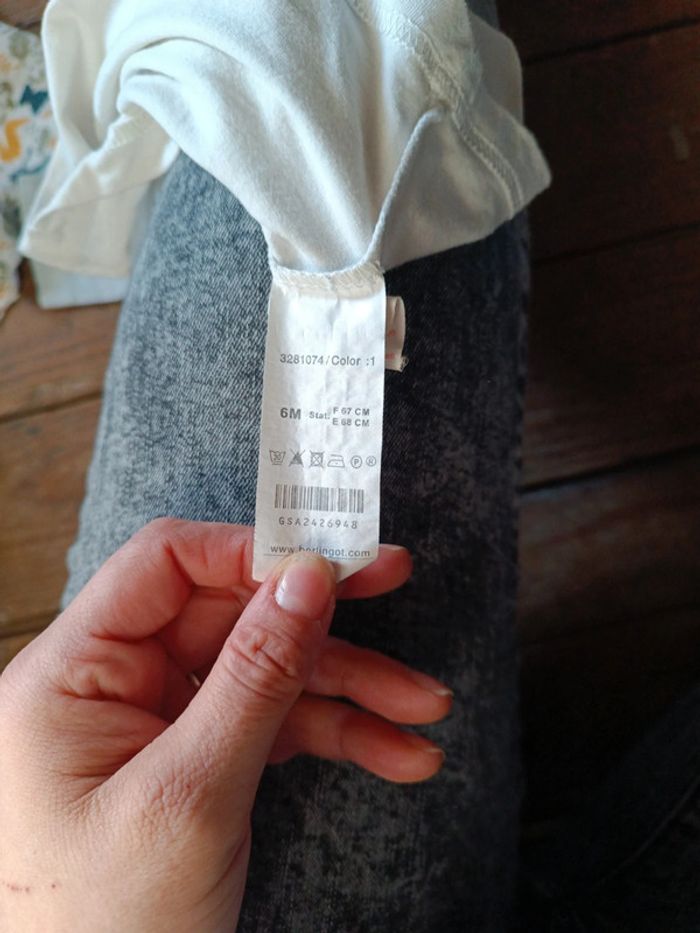 3281074/Color :1
6M Stat: F 67 CM
E 68 CM
P
GSA2426948
www.berlingot.com